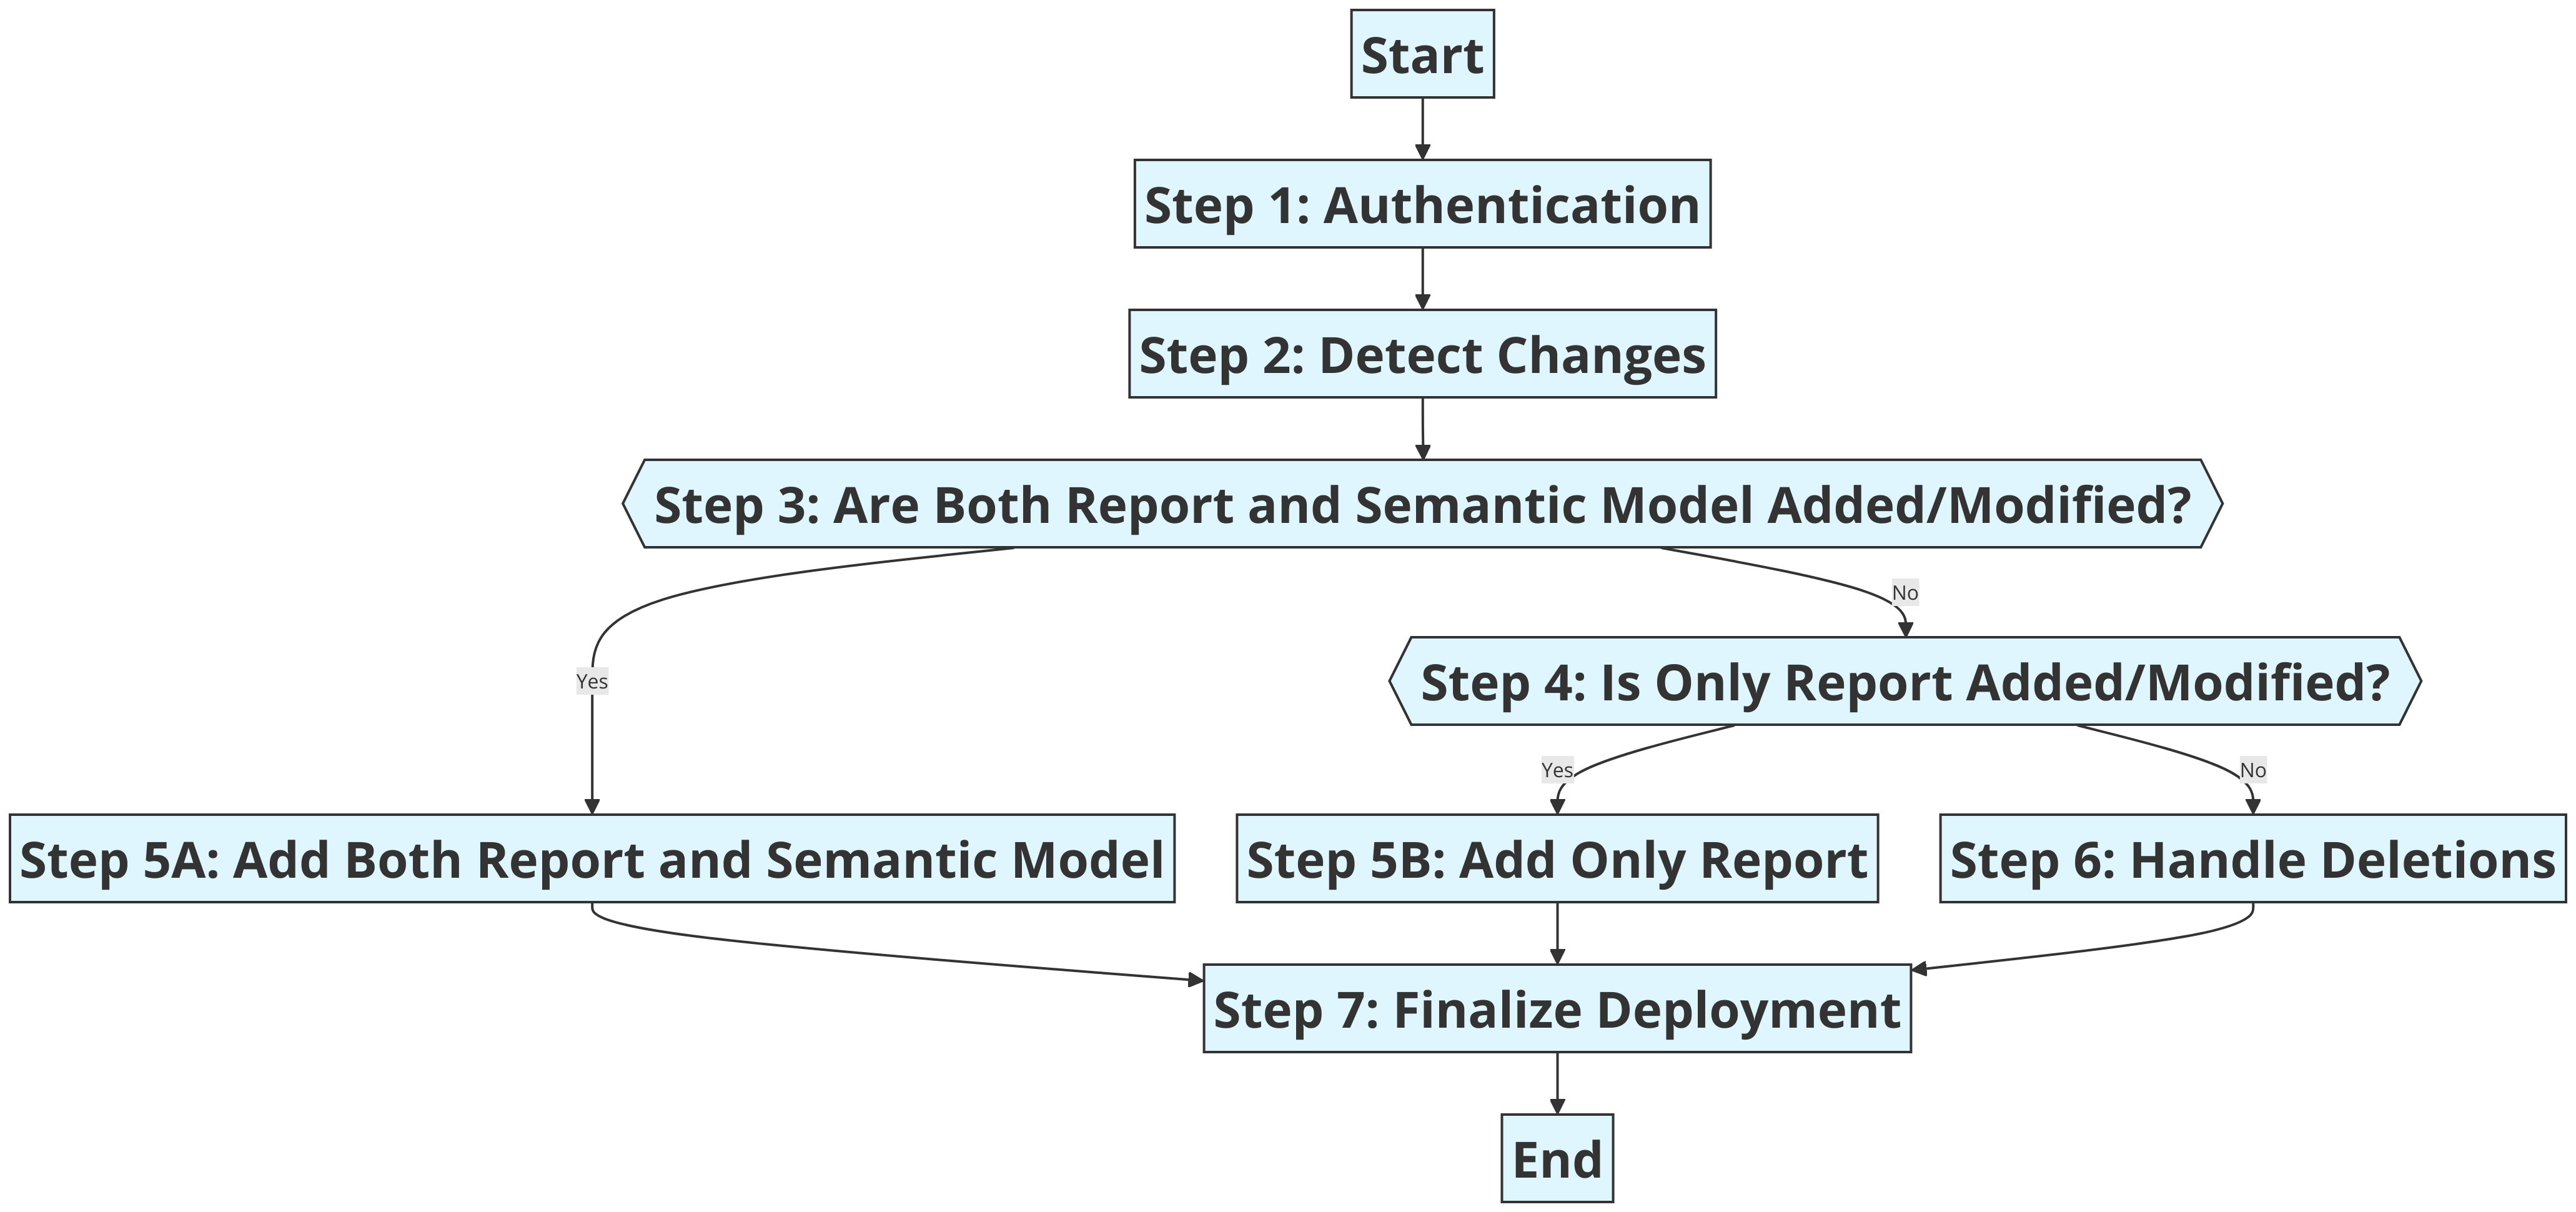 Start
Step 1: Authentication
Step 2: Detect Changes
Step 3: Are Both Report and Semantic Model Added/Modified?
No
Yes
Step 4: Is Only Report Added/Modified?
Yes
No
Step 5A: Add Both Report and Semantic Model
Step 5B: Add Only Report
Step 6: Handle Deletions
Step 7: Finalize Deployment
End